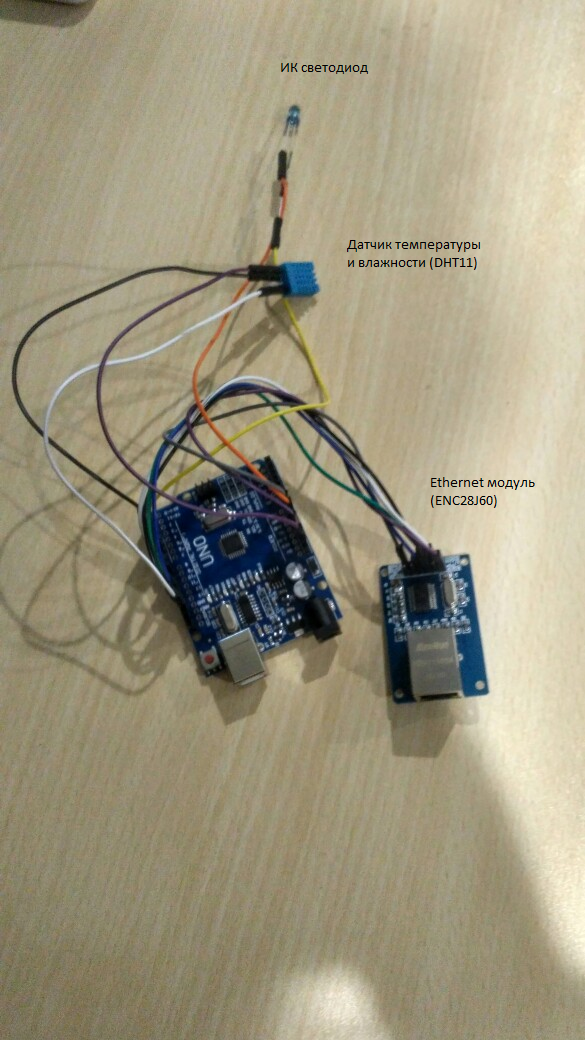 ИК светодиод
Датчик температуры
и влажности (DHT11)
Ethernet модуль
(ENC28J60)
UNO